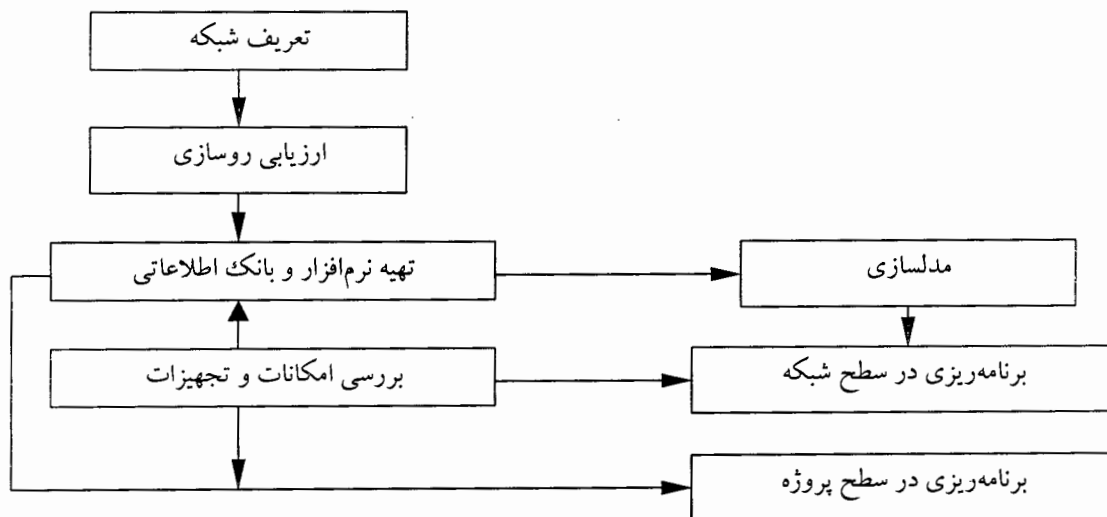 تعریف شبکه
ارزیابی روسازی
تهیه نرم‌افزار و بانک اطلاعاتی
مدلسازی
بررسی امکانات و تجهیزات
برنامه‌ریزی در سطح شبکه
برنامه‌ریزی در سطح پروژه